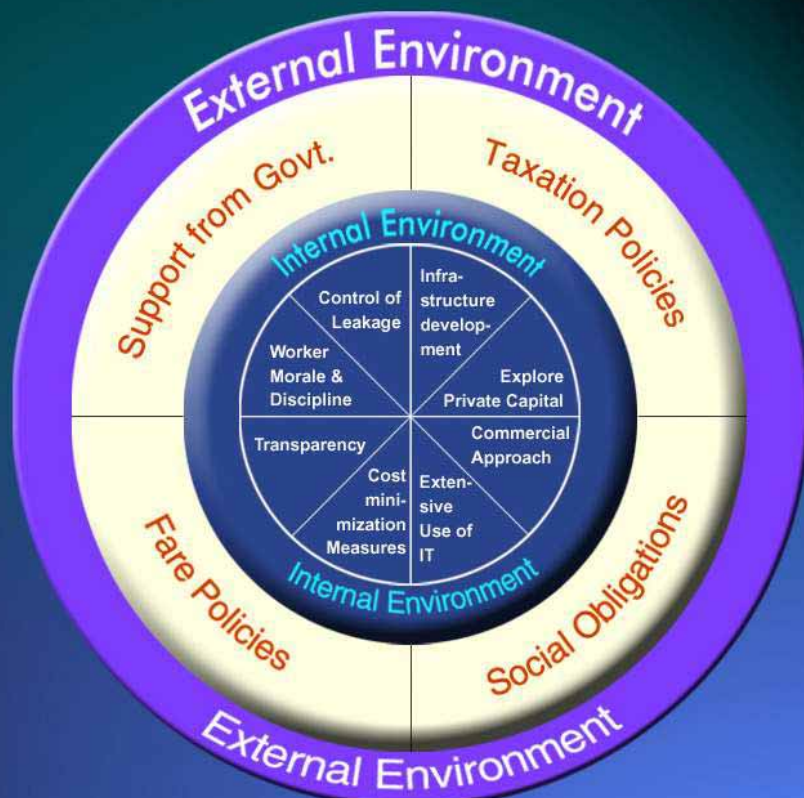 External Environment
Support from Govt.
Taxation Policies
Internal Environment
Control of
Leakage
Infra-
structure
develop-
ment
Worker
Morale &
Discipline
Explore
Private Capital
Transparency
Commercial
Approach
Cost
mini-
mization
Measures
Exten-
sive
Use of
IT
Internal Environment
Fare Policies
Social Obligations
External Environment